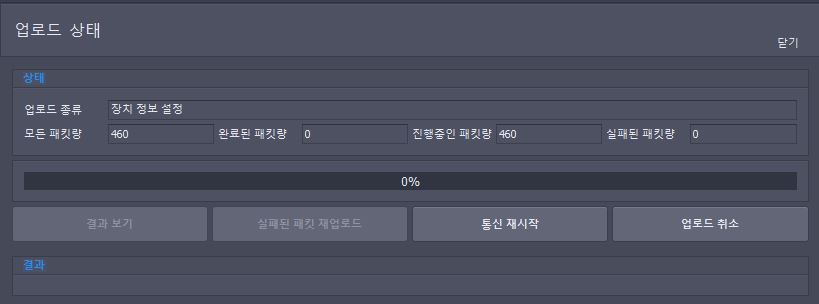 업로드 상태
닫기
상태
업로드 종류 장치 정보 설정
모든 패킷량 460 완료된 패킷량 0 진행중인 패킷량 460 실패된 패킷량 0
0%
결과 보기 실패된 패킷 재업로드 통신 재시작 업로드 취소
결과